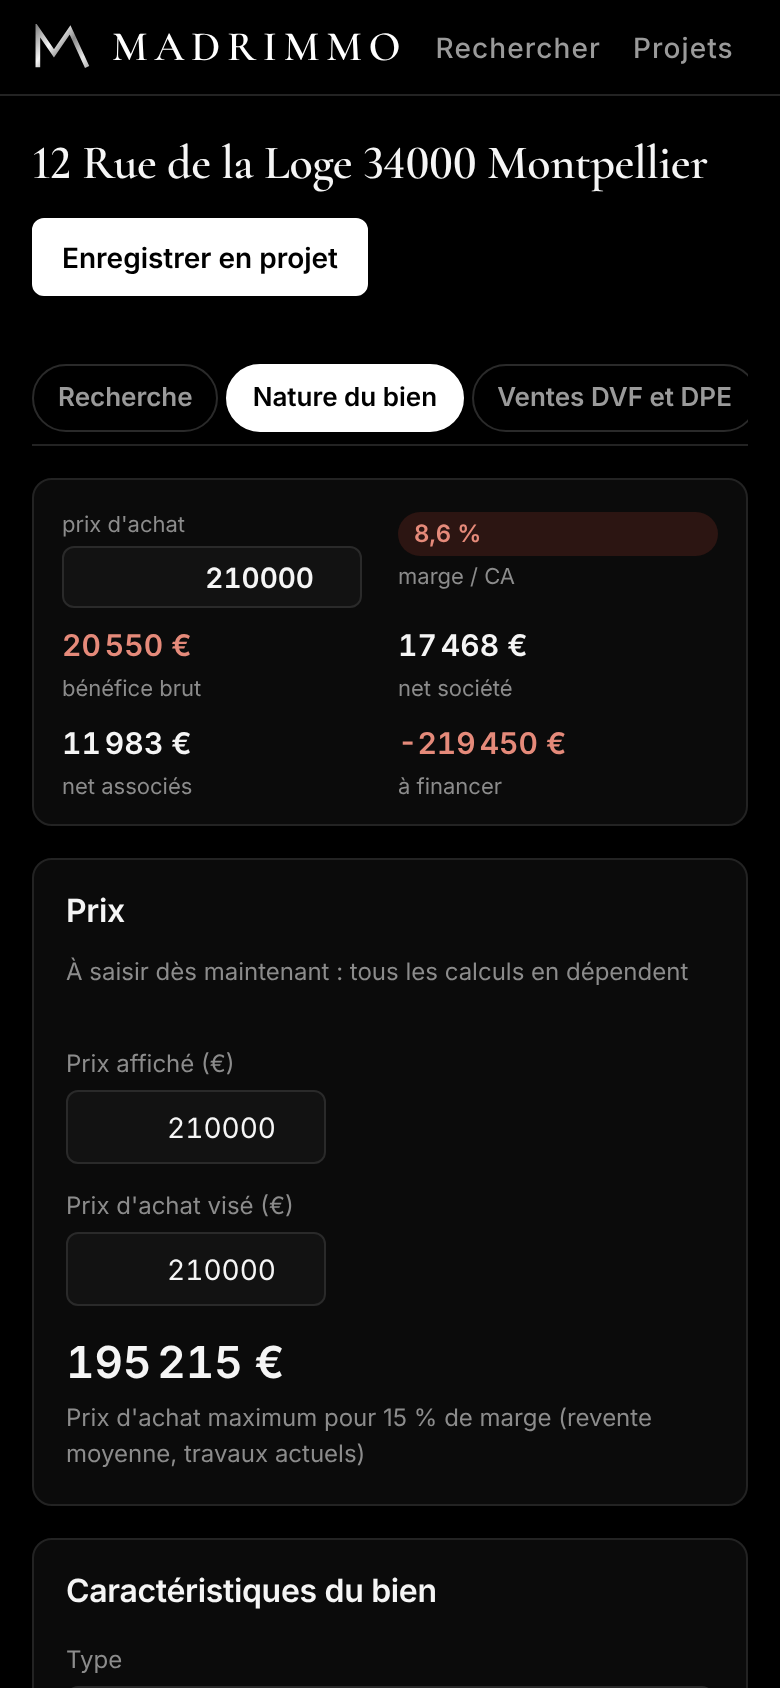 MADRIMMO Rechercher Projets
12 Rue de la Loge 34000 Montpellier
Enregistrer en projet
Recherche Nature du bien Ventes DVF et DPE
prix d'achat
210000
8,6 %
marge / CA
20 550 €
bénéfice brut
17 468 €
net société
11 983 €
net associés
-219 450 €
à financer
Prix
À saisir dès maintenant : tous les calculs en dépendent
Prix affiché (€)
210000
Prix d'achat visé (€)
210000
195 215 €
Prix d'achat maximum pour 15 % de marge (revente
moyenne, travaux actuels)
Caractéristiques du bien
Type